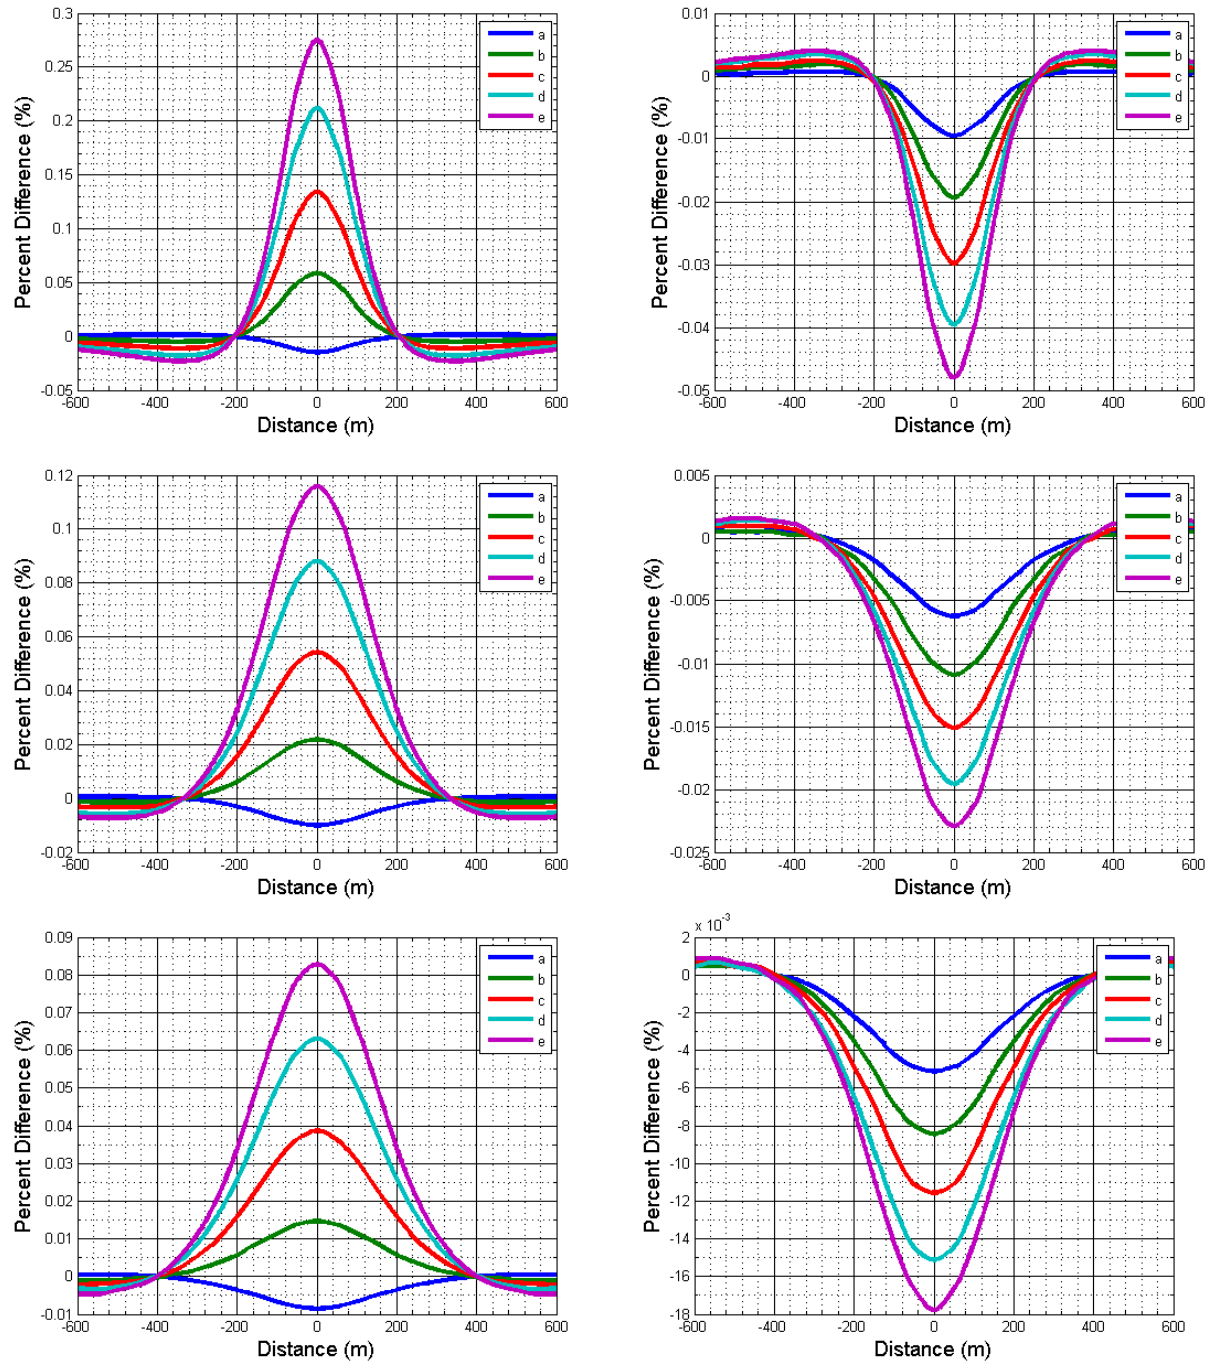 0.3
0.25
0.2
0.15
0.1
0.05
0
-0.05
Percent Difference (%)
-600 -400 -200 0 200 400 600
Distance (m)
a
b
c
d
e
0.01
0
-0.01
-0.02
-0.03
-0.04
-0.05
Percent Difference (%)
-600 -400 -200 0 200 400 600
Distance (m)
a
b
c
d
e
0.12
0.1
0.08
0.06
0.04
0.02
0
-0.02
Percent Difference (%)
-600 -400 -200 0 200 400 600
Distance (m)
a
b
c
d
e
0.005
0
-0.005
-0.01
-0.015
-0.02
-0.025
Percent Difference (%)
-600 -400 -200 0 200 400 600
Distance (m)
a
b
c
d
e
0.09
0.08
0.07
0.06
0.05
0.04
0.03
0.02
0.01
0
-0.01
Percent Difference (%)
-600 -400 -200 0 200 400 600
Distance (m)
a
b
c
d
e
x 10^-3
2
0
-2
-4
-6
-8
-10
-12
-14
-16
-18
Percent Difference (%)
-600 -400 -200 0 200 400 600
Distance (m)
a
b
c
d
e